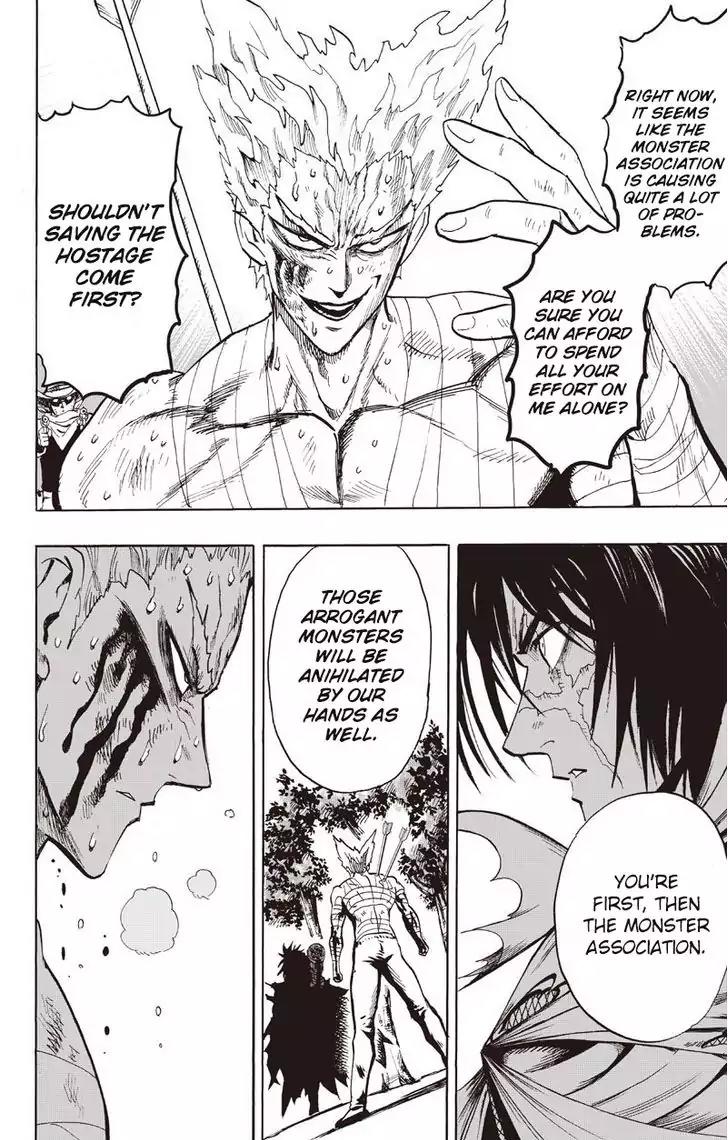 RIGHT NOW,
IT SEEMS
LIKE THE
MONSTER
ASSOCIATION
IS CAUSING
QUITE A LOT
OF PRO-
BLEMS.
ARE YOU
SURE YOU
CAN AFFORD
TO SPEND
ALL YOUR
EFFORT ON
ME ALONE?
SHOULDN'T
SAVING THE
HOSTAGE
COME
FIRST?
YOU'RE
FIRST, THEN
THE MONSTER
ASSOCIATION.
THOSE
ARROGANT
MONSTERS
WILL BE
ANIHILATED
BY OUR
HANDS AS
WELL.